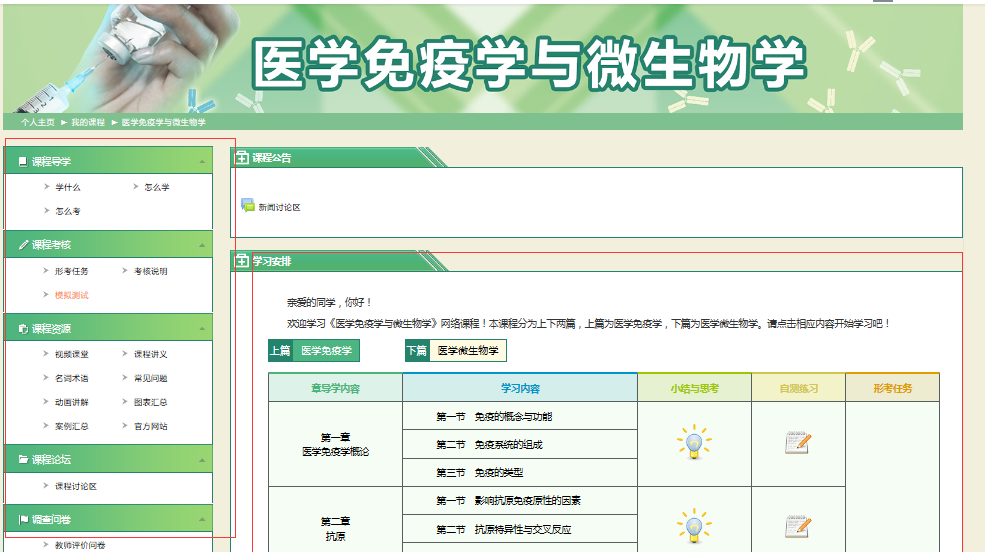 医学免疫学与微生物学
个人主页 ► 我的课程 ► 医学免疫学与微生物学
课程导学
学什么 怎么学
怎么考
课程考核
形考任务 考核说明
模拟测试
课程资源
视频课堂 课程讲义
名词术语 常见问题
动画讲解 图表汇总
案例汇总 官方网站
课程论坛
课程讨论区
调查问卷
教师评价问卷
课程公告
新闻讨论区
学习安排
亲爱的同学，你好！
欢迎学习《医学免疫学与微生物学》网络课程！本课程分为上下两篇，上篇为医学免疫学，下篇为医学微生物学。请点击相应内容开始学习吧！
上篇 医学免疫学 下篇 医学微生物学
章导学内容 学习内容 小结与思考 自测练习 形考任务
第一章
医学免疫学概论
第一节 免疫的概念与功能
第二节 免疫系统的组成
第三节 免疫的类型
第二章
抗原
第一节 影响抗原免疫原性的因素
第二节 抗原特异性与交叉反应